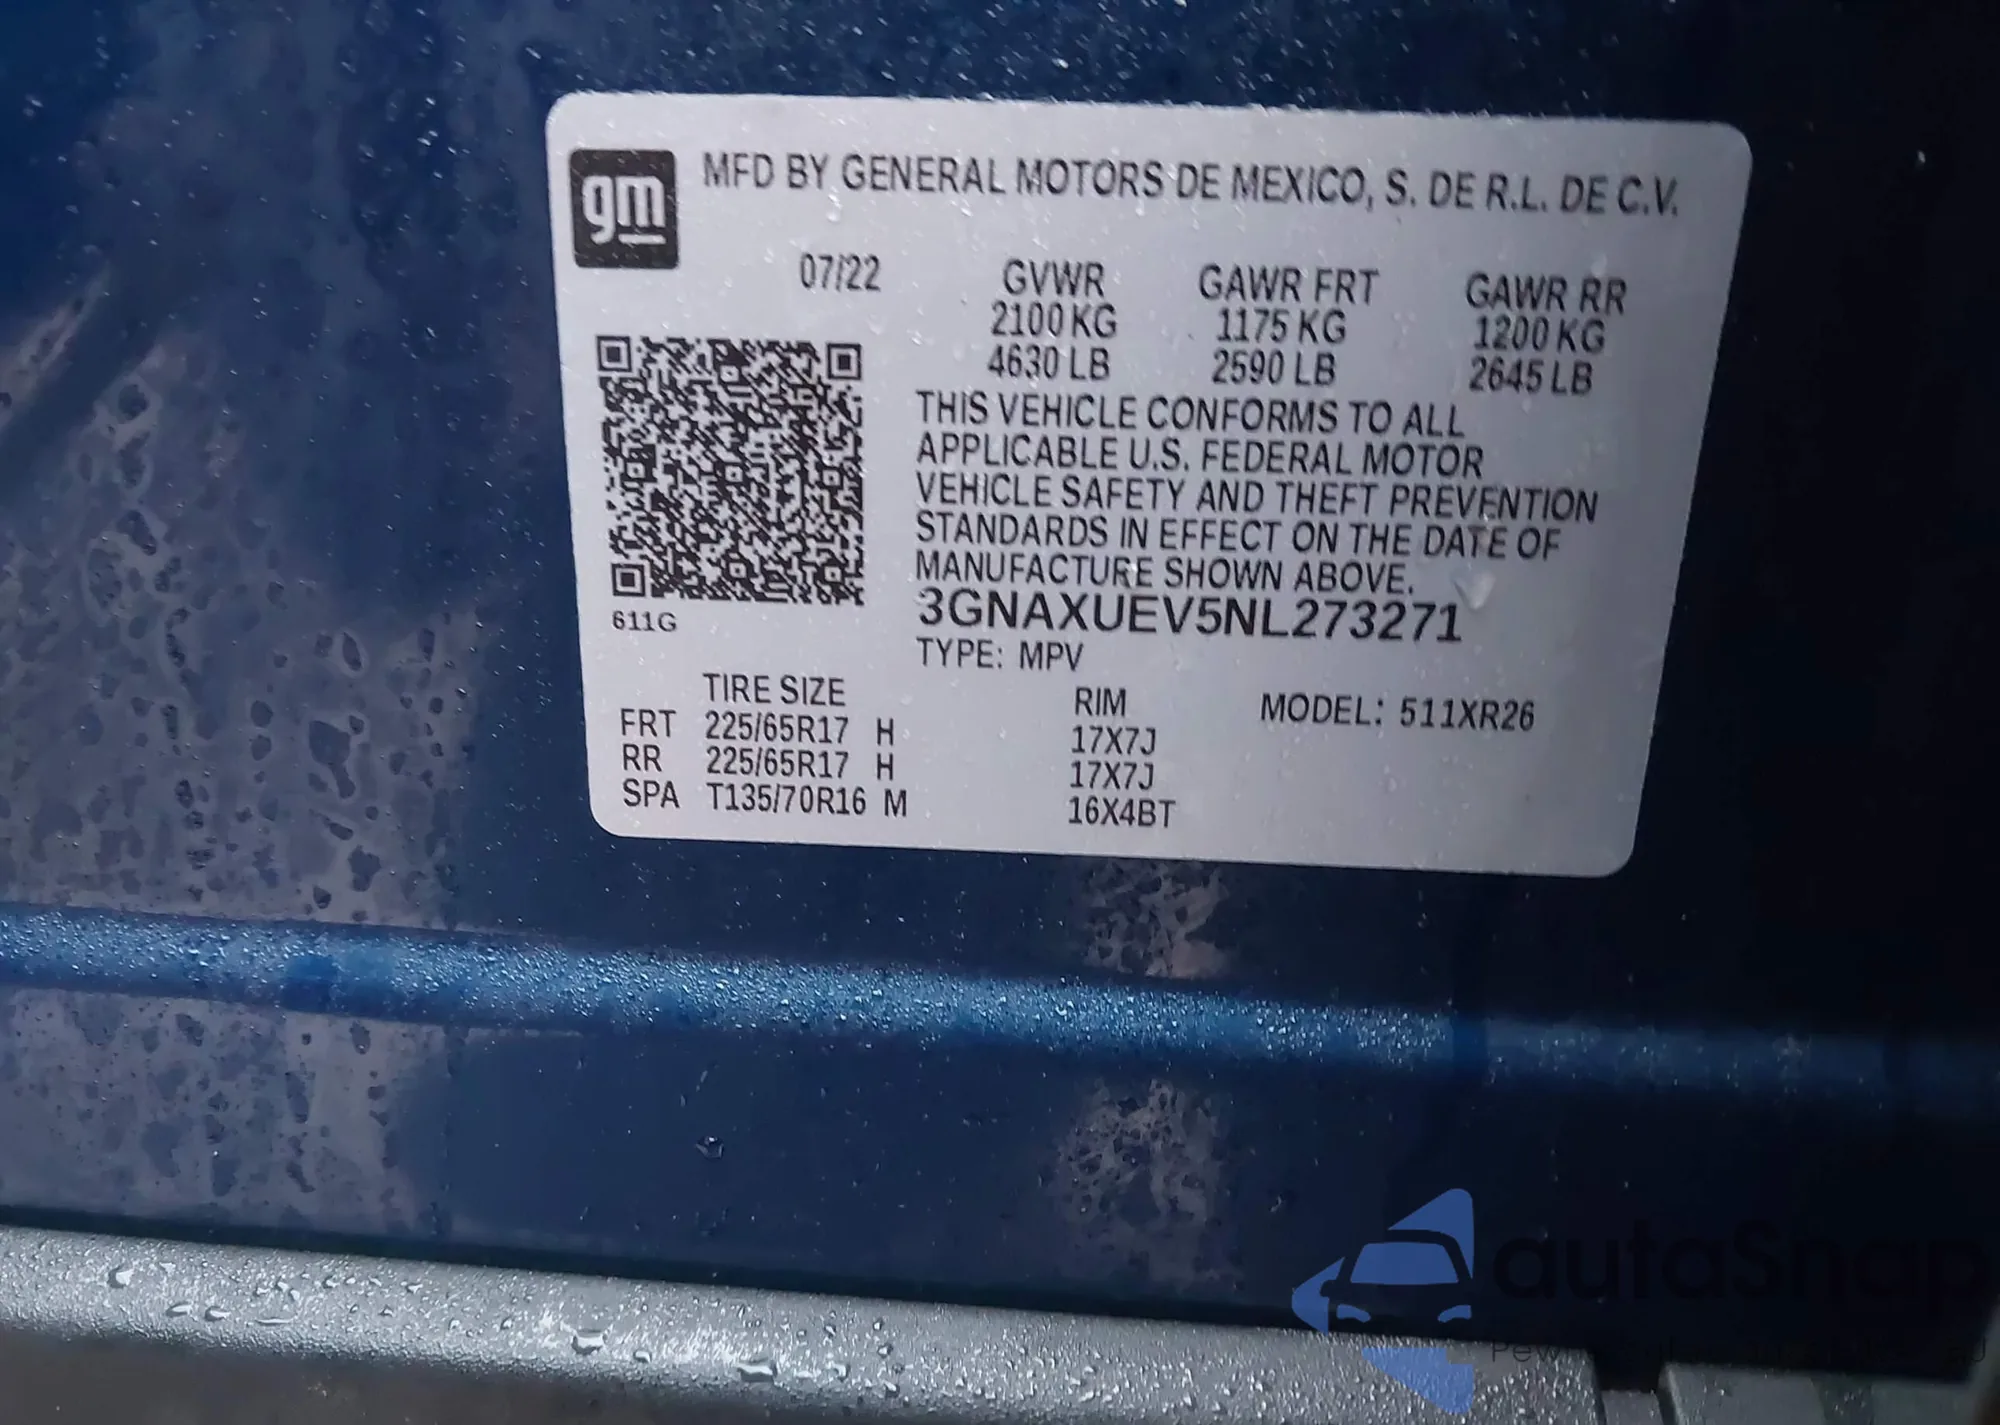 gm
MFD BY GENERAL MOTORS DE MEXICO, S. DE R.L. DE C.V.
07/22 GVWR GAWR FRT GAWR RR
2100 KG 1175 KG 1200 KG
4630 LB 2590 LB 2645 LB
THIS VEHICLE CONFORMS TO ALL
APPLICABLE U.S. FEDERAL MOTOR
VEHICLE SAFETY AND THEFT PREVENTION
STANDARDS IN EFFECT ON THE DATE OF
MANUFACTURE SHOWN ABOVE.
611G
3GNAXUEV5NL273271
TYPE: MPV
TIRE SIZE RIM MODEL: 511XR26
FRT 225/65R17 H 17X7J
RR 225/65R17 H 17X7J
SPA T135/70R16 M 16X4BT
autaSnap